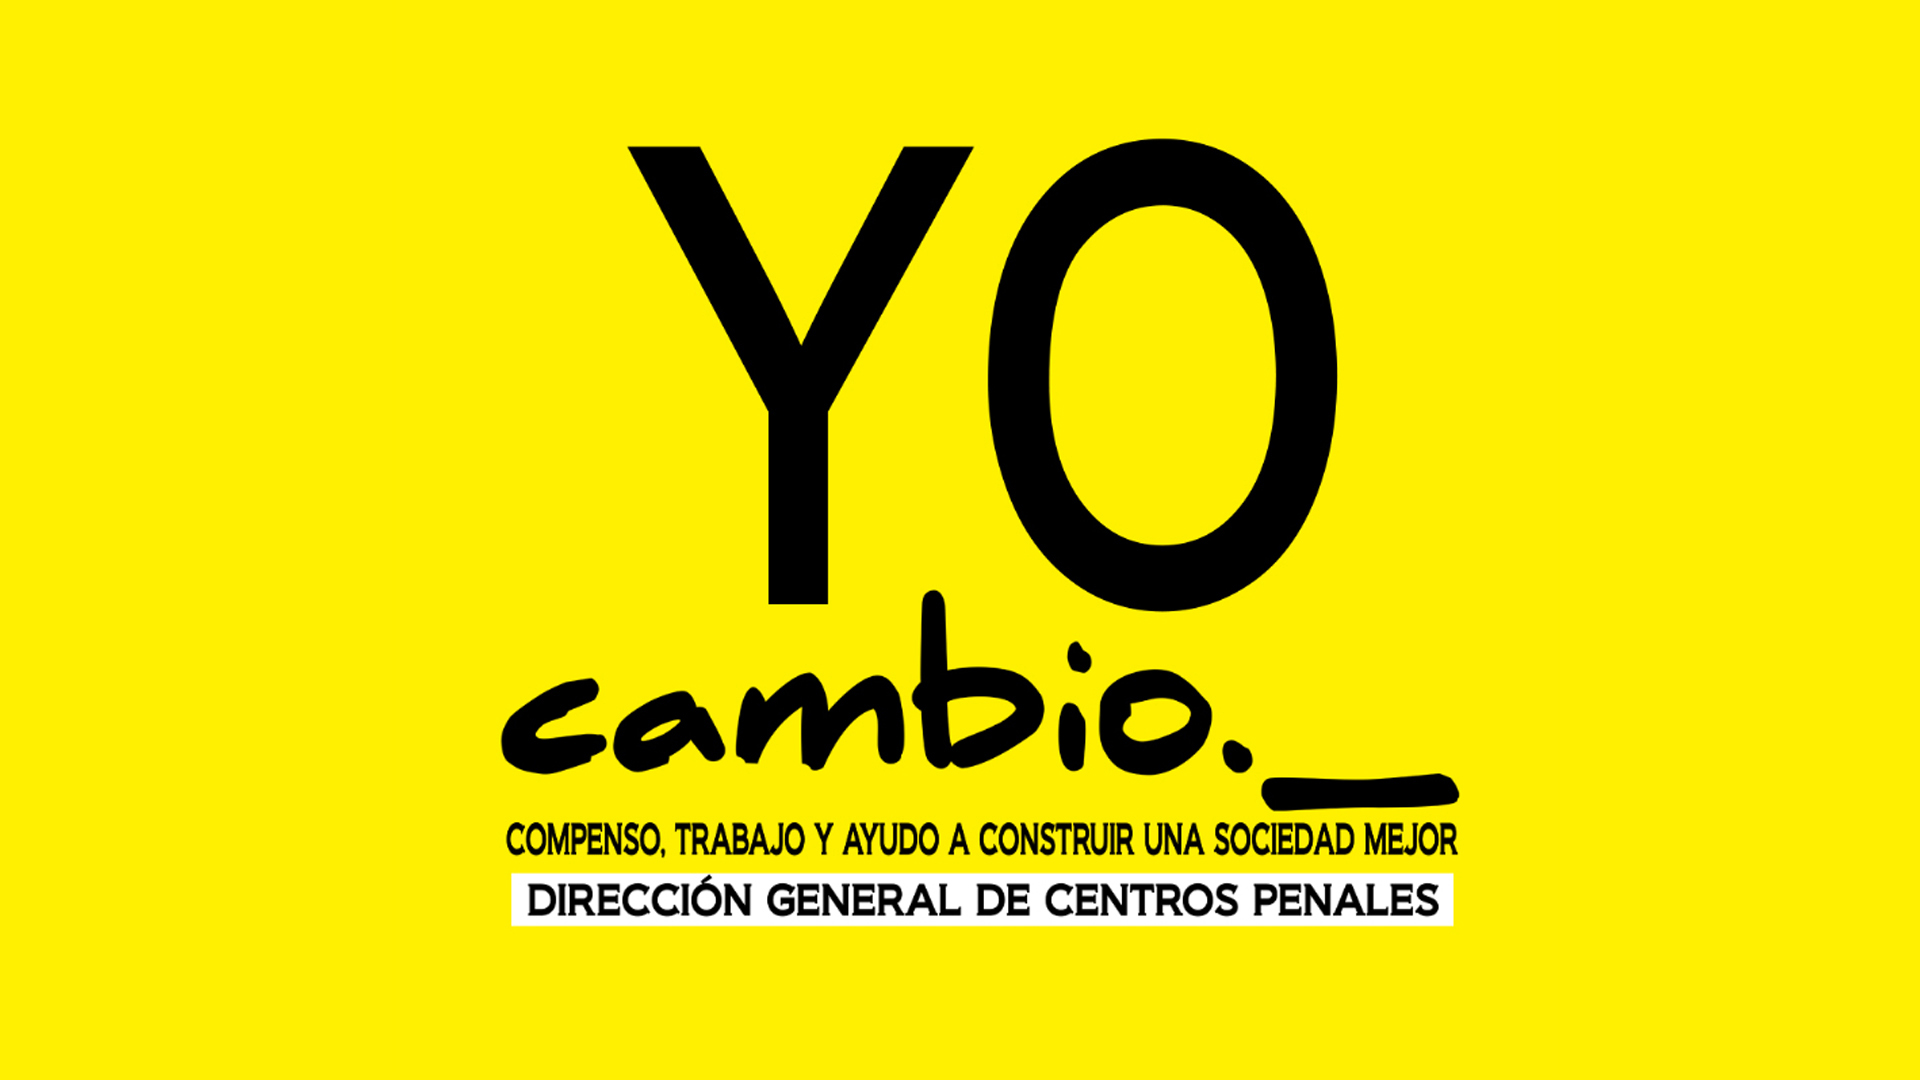 YO
cambio._
COMPENSO, TRABAJO Y AYUDO A CONSTRUIR UNA SOCIEDAD MEJOR
DIRECCIÓN GENERAL DE CENTROS PENALES